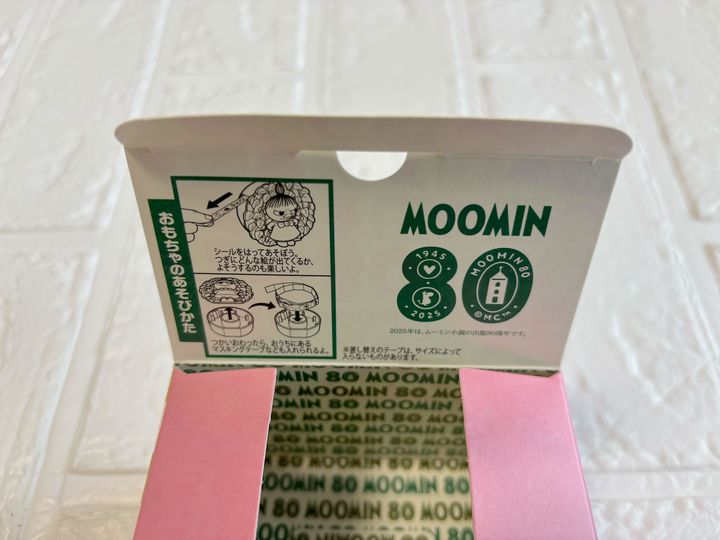 おもちゃのあそびかた
シールをはってあそぼう。
つぎにどんな絵が出てくるか、
よそうするのも楽しいよ。
つかいおわったら、おうちにある
マスキングテープなども入れられるよ。
※差し替えのテープは、サイズによって
入らないものがあります。
MOOMIN
80
1945
2025
MOOMIN 80
©MC™
2025年は、ムーミン小説の出版80周年です。
MOOMIN 80 MOOMIN
80 MOOMIN 80 MOOMIN